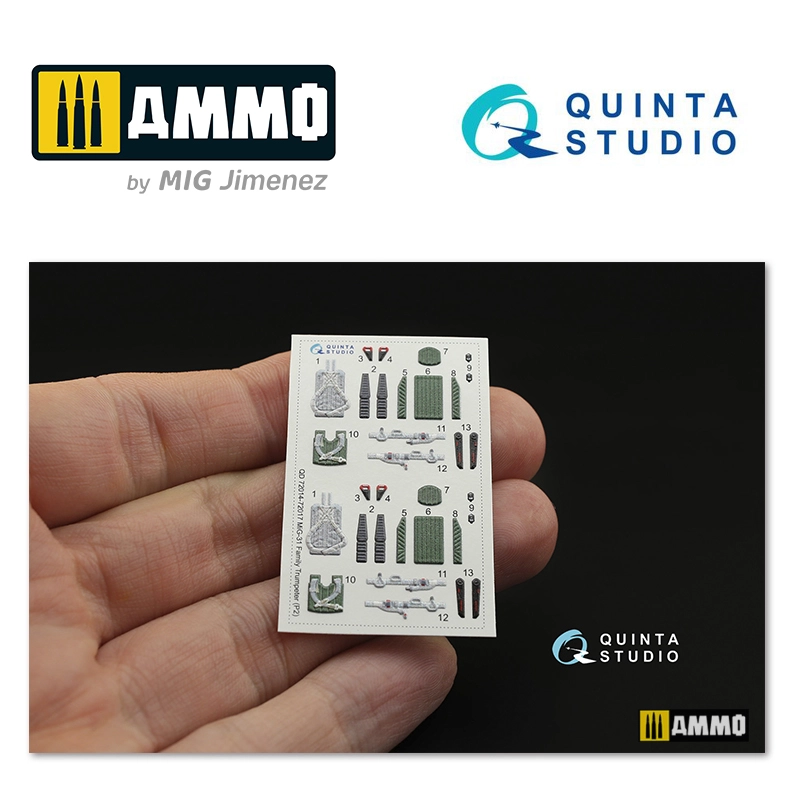 AMMO
by MIG Jimenez
QUINTA
STUDIO
QUINTA
STUDIO
1
3
4
7
9
2
5
6
8
10
11
12
13
QD 72014-72017 MiG-31 Family Trumpeter (P2)
1
3
4
7
9
2
5
6
8
10
11
12
13
QUINTA
STUDIO
AMMO